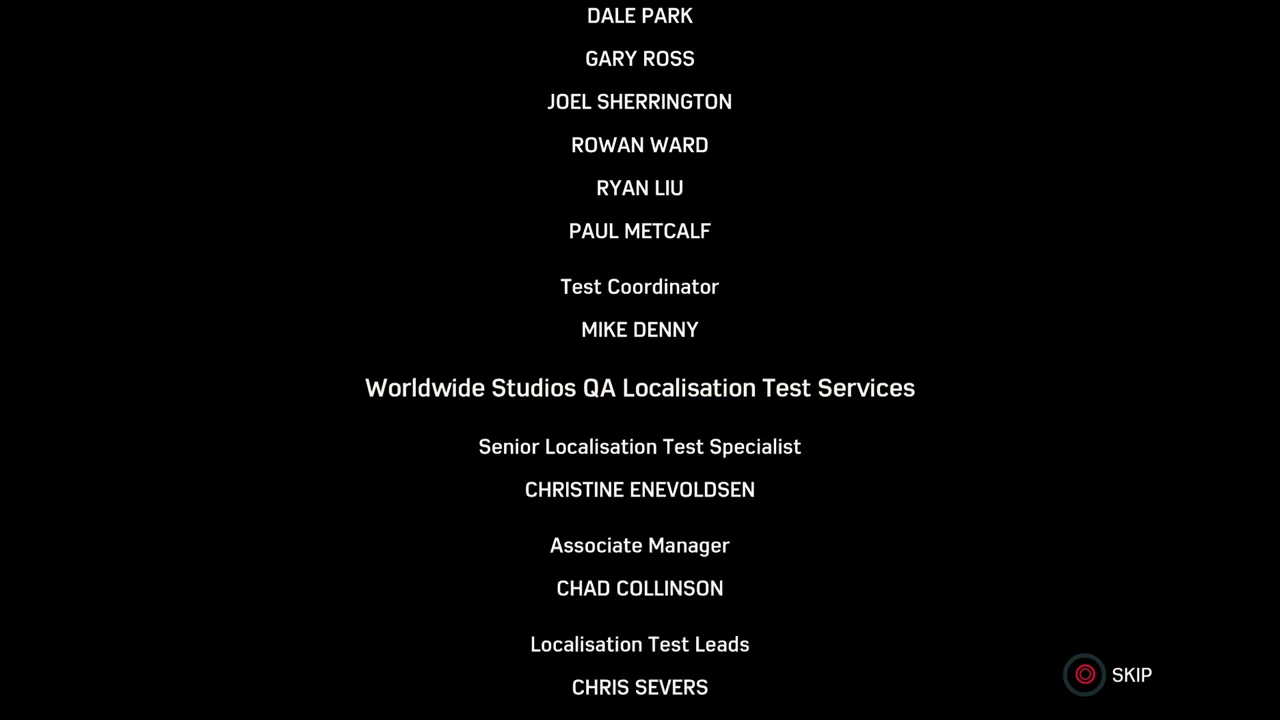 DALE PARK
GARY ROSS
JOEL SHERRINGTON
ROWAN WARD
RYAN LIU
PAUL METCALF
Test Coordinator
MIKE DENNY
Worldwide Studios QA Localisation Test Services
Senior Localisation Test Specialist
CHRISTINE ENEVOLDSEN
Associate Manager
CHAD COLLINSON
Localisation Test Leads
CHRIS SEVERS
SKIP